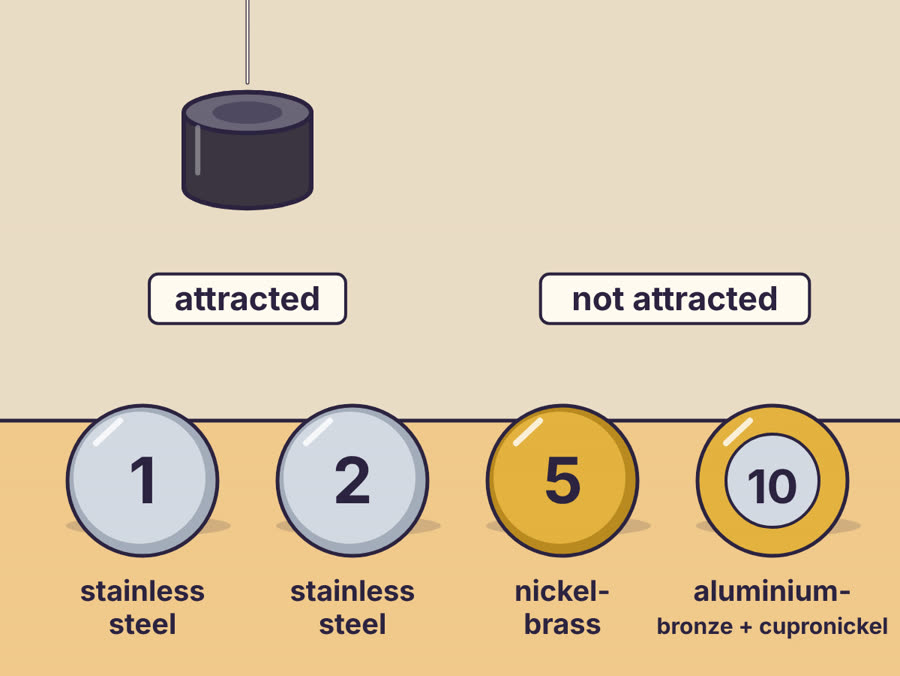 attracted
not attracted
1
2
5
10
stainless
steel
stainless
steel
nickel-
brass
aluminium-
bronze + cupronickel